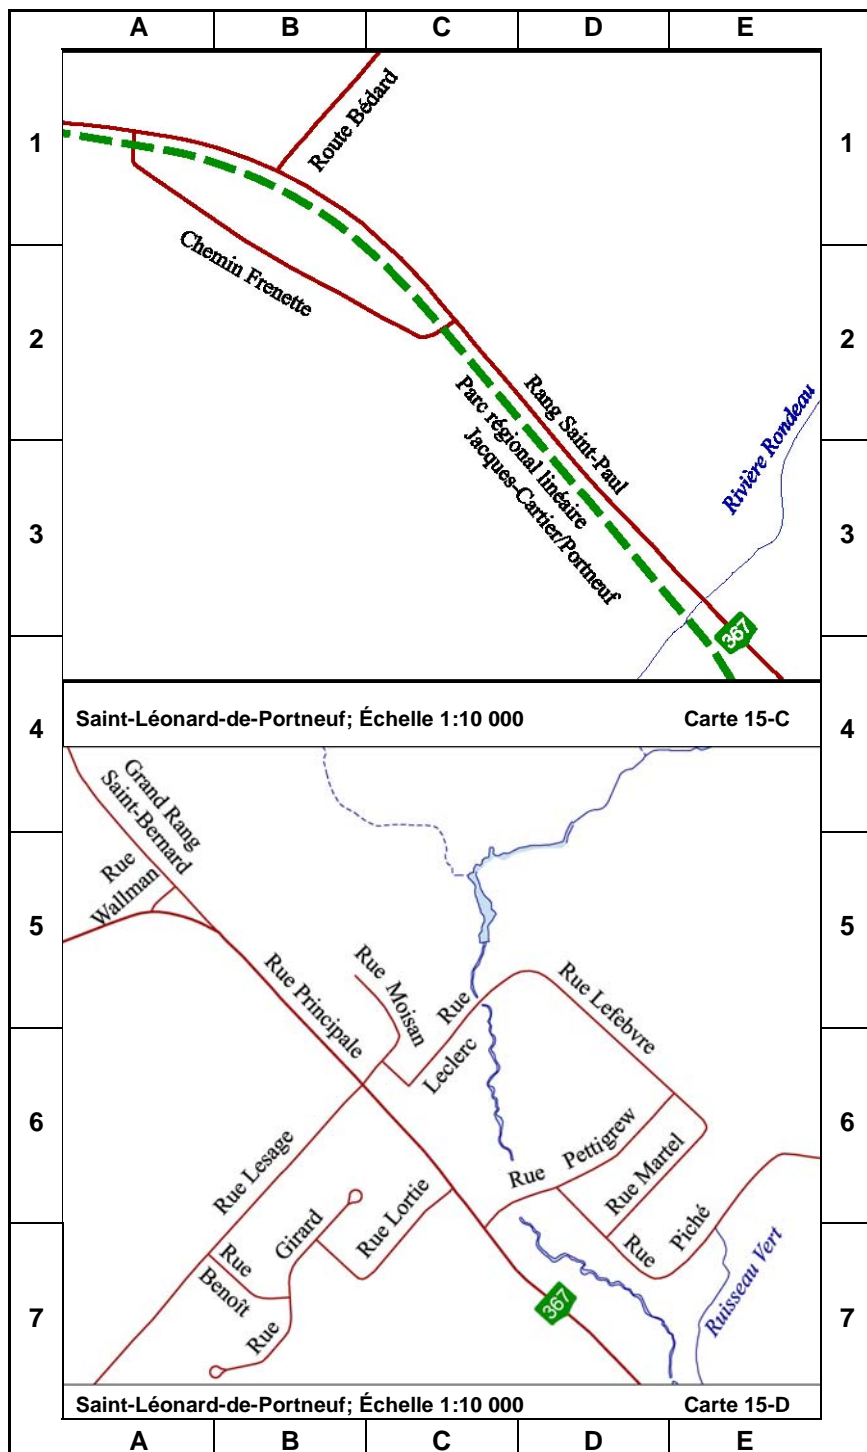 A B C D E
1 1
Route Bédard
Chemin Frenette
2 2
Rang Saint-Paul
Parc régional linéaire
Jacques-Cartier/Portneuf
Rivière Rondeau
3 3
367
Saint-Léonard-de-Portneuf; Échelle 1:10 000 Carte 15-C
4 4
Grand Rang
Saint-Bernard
Rue
Wallman
5 5
Rue Principale
Rue Moisan
Rue
Leclerc
Rue Lefebvre
6 6
Rue Lesage
Rue Pettigrew
Rue Martel
Rue Lortie
Rue Girard
Rue Piché
Benoît
Rue
7 7
367
Ruisseau Vert
Saint-Léonard-de-Portneuf; Échelle 1:10 000 Carte 15-D
A B C D E